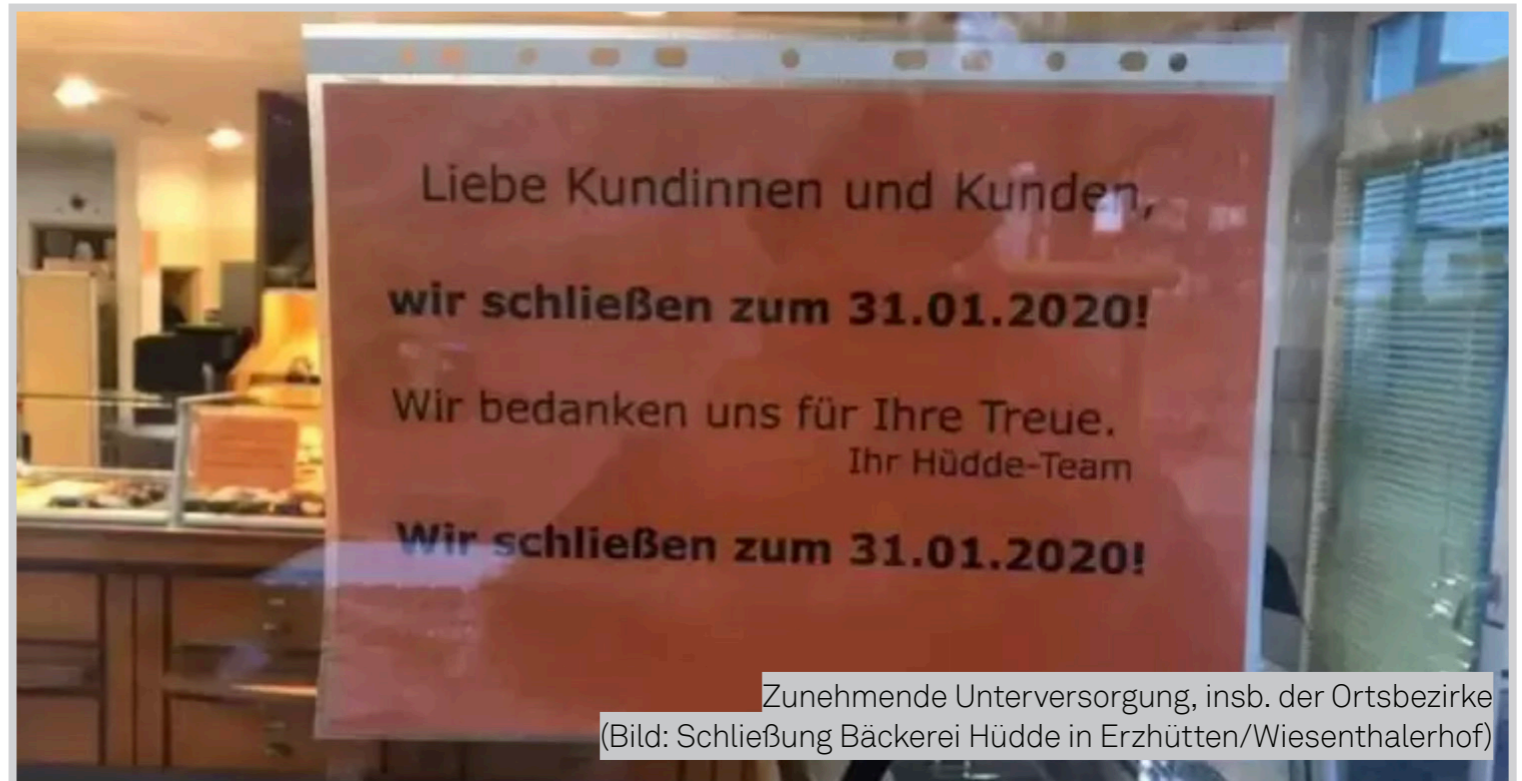 Liebe Kundinnen und Kunden,
wir schließen zum 31.01.2020!
Wir bedanken uns für Ihre Treue.
Ihr Hüdde-Team
Wir schließen zum 31.01.2020!
Zunehmende Unterversorgung, insb. der Ortsbezirke
(Bild: Schließung Bäckerei Hüdde in Erzhütten/Wiesenthalerhof)